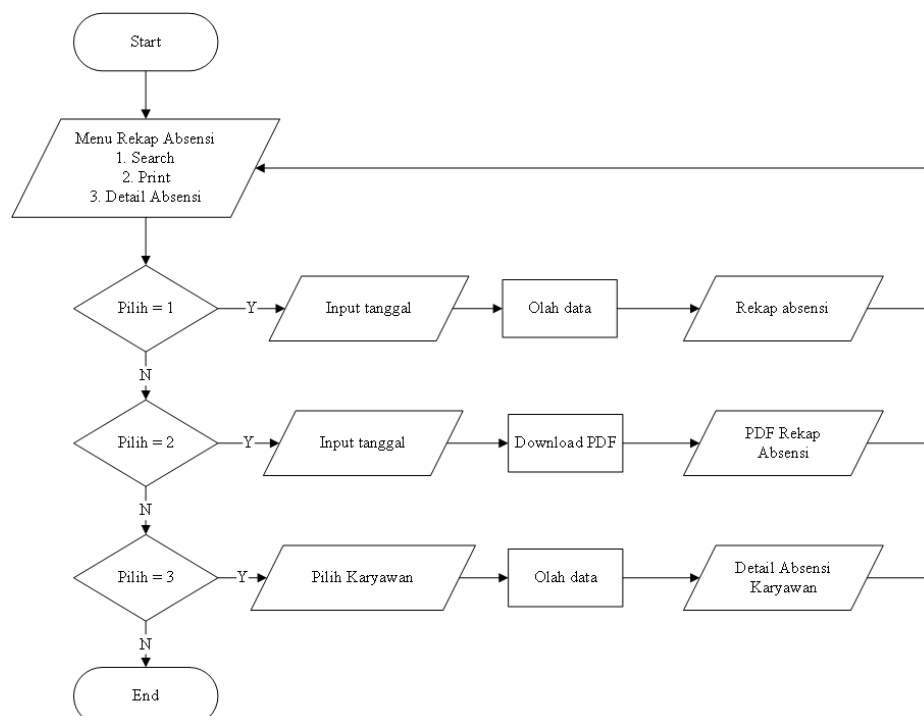 Start
Menu Rekap Absensi
1. Search
2. Print
3. Detail Absensi
Pilih = 1
Y
Input tanggal
Olah data
Rekap absensi
N
Pilih = 2
Y
Input tanggal
Download PDF
PDF Rekap
Absensi
N
Pilih = 3
Y
Pilih Karyawan
Olah data
Detail Absensi
Karyawan
N
End